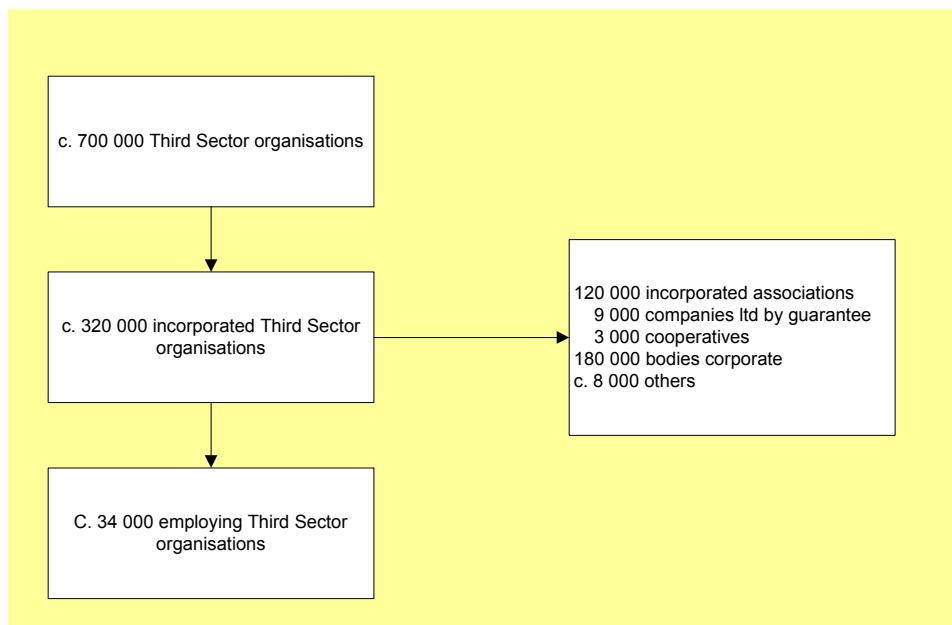 c. 700 000 Third Sector organisations
c. 320 000 incorporated Third Sector
organisations
120 000 incorporated associations
9 000 companies ltd by guarantee
3 000 cooperatives
180 000 bodies corporate
c. 8 000 others
C. 34 000 employing Third Sector
organisations